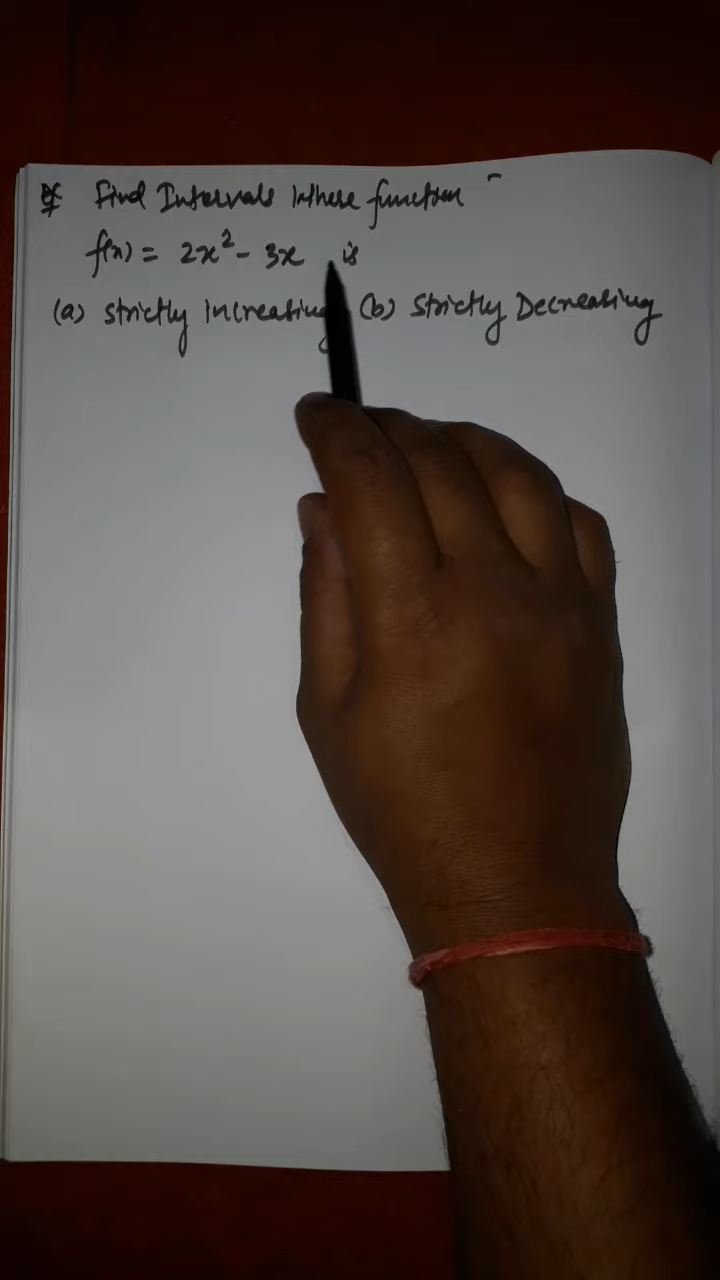 Q Find Intervals Where function
f(x) = 2x² - 3x is
(a) strictly increasing (b) strictly Decreasing